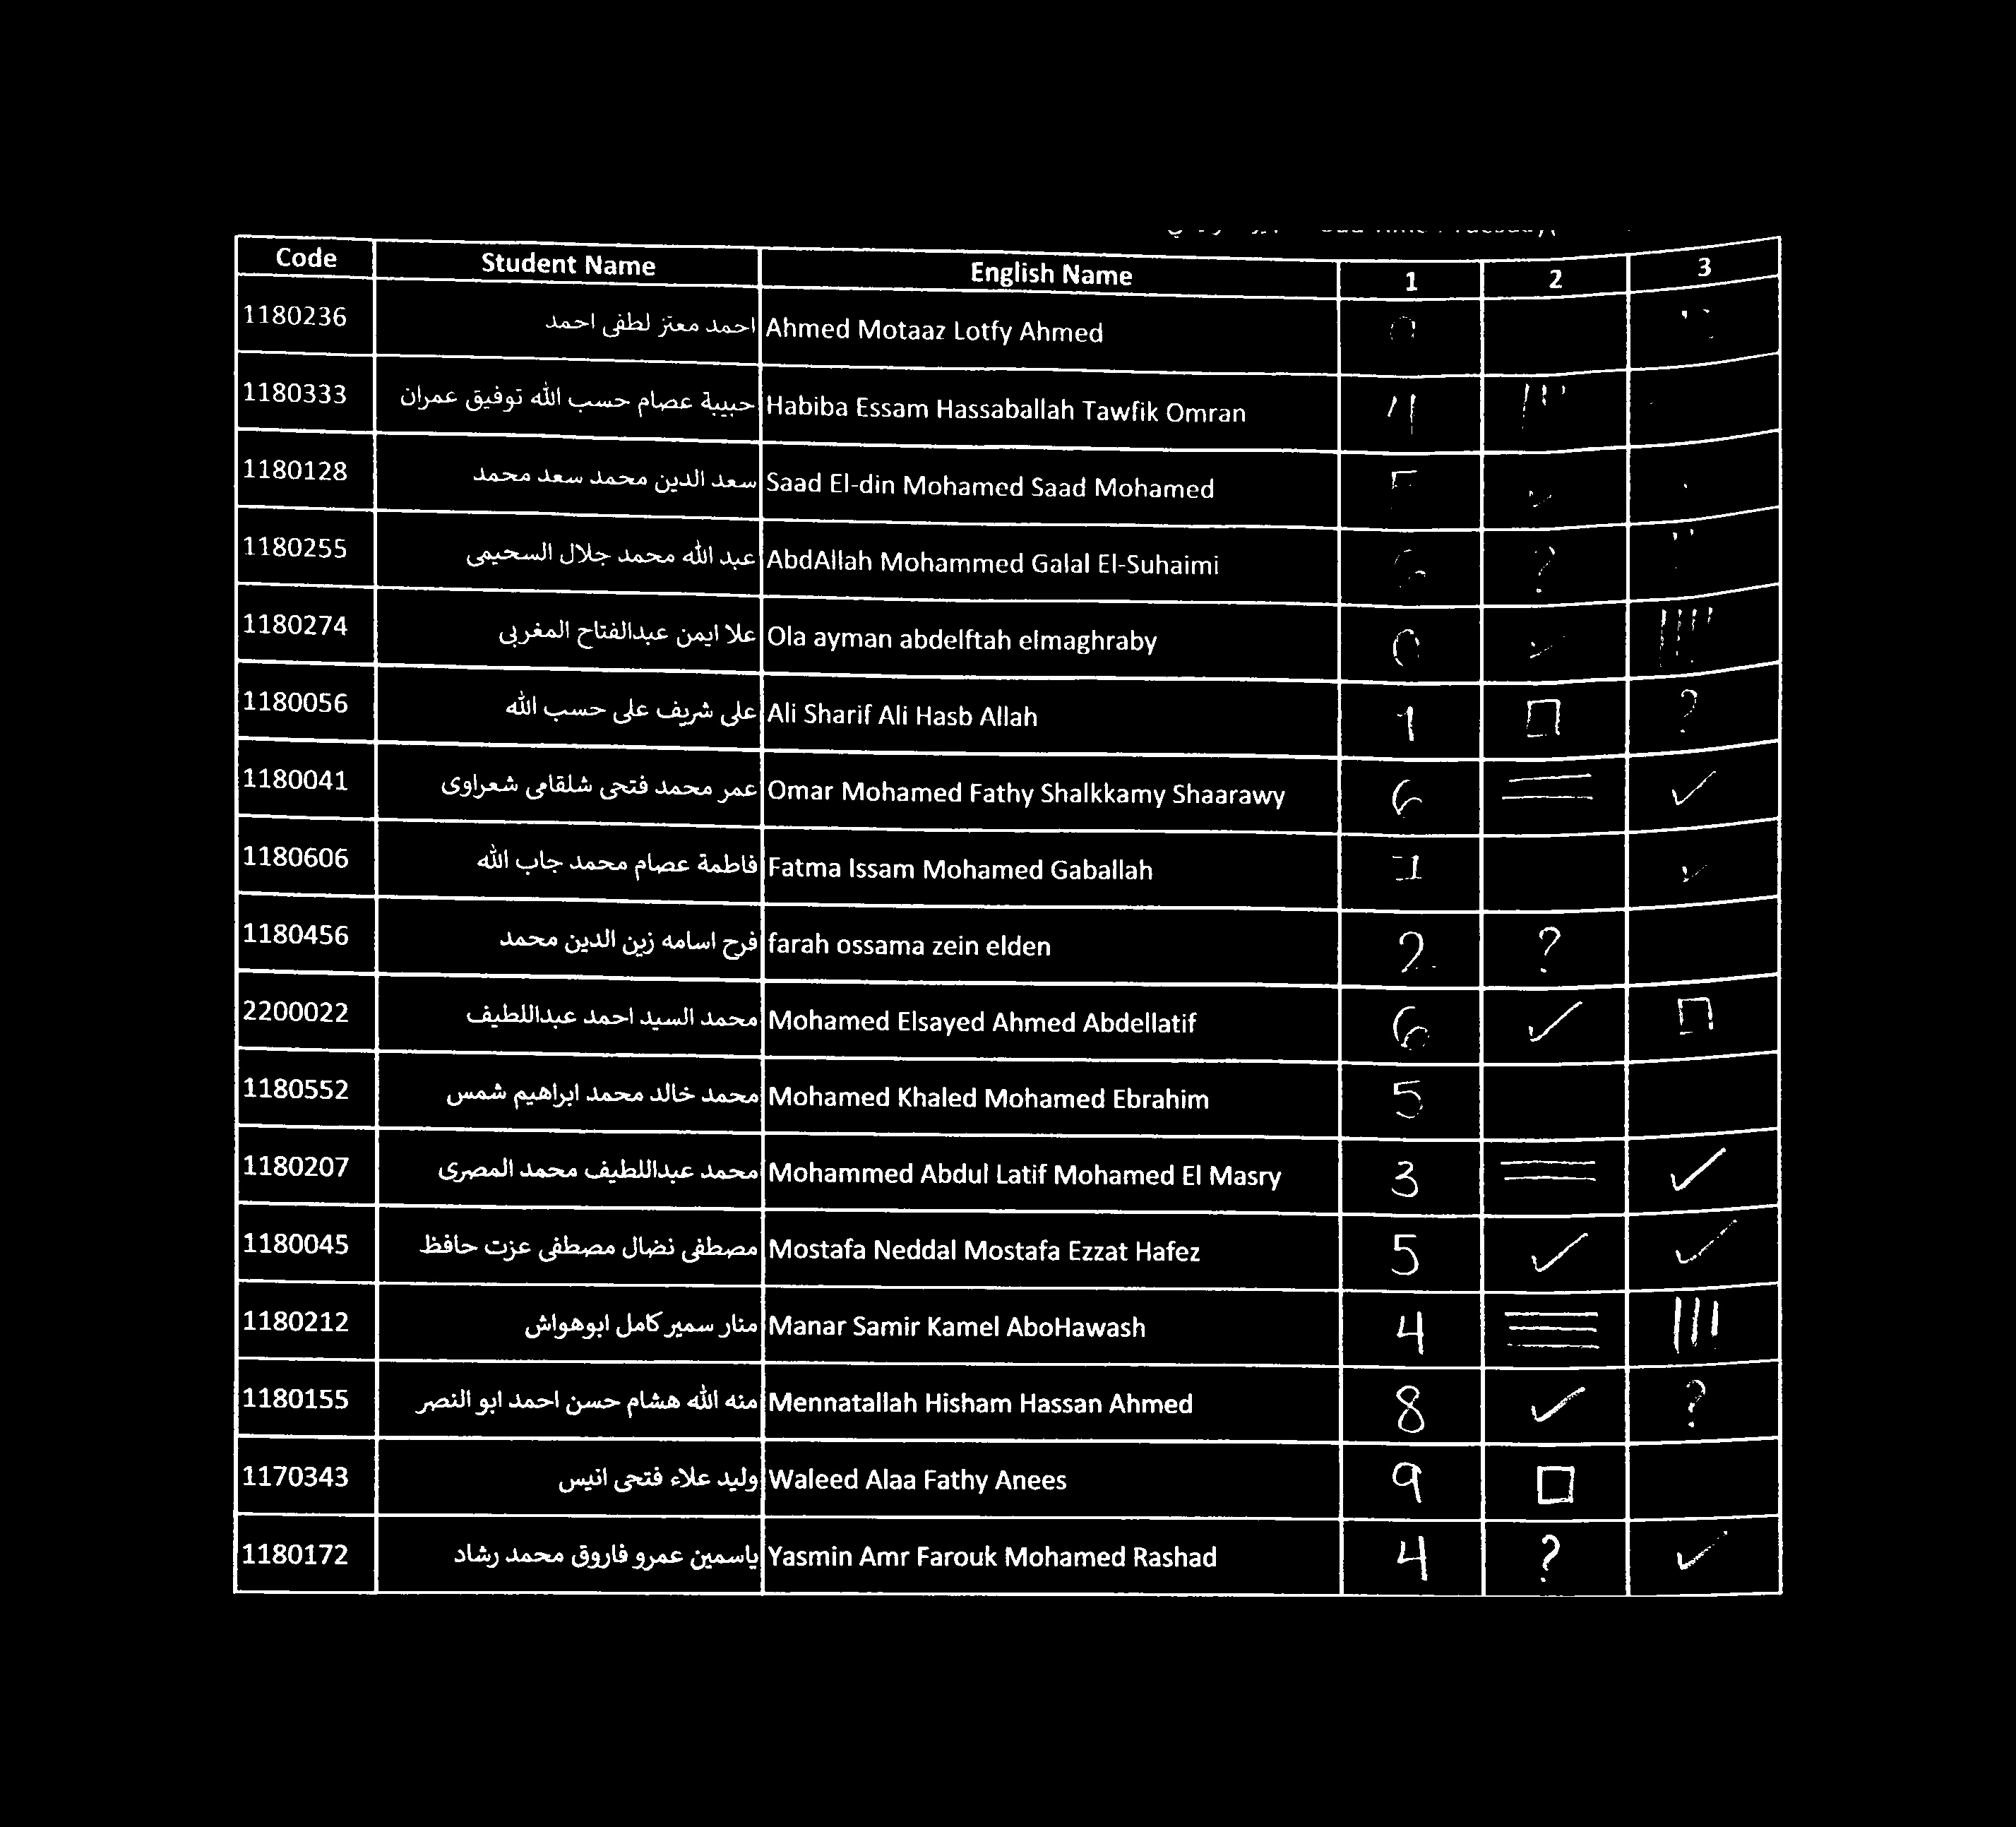 Code Student Name English Name 1 2 3
1180236 احمد معتز لطفى احمد Ahmed Motaaz Lotfy Ahmed
1180333 حبيبة عصام حسب الله توفيق عمران Habiba Essam Hassaballah Tawfik Omran
1180128 سعد الدين محمد سعد محمد Saad El-din Mohamed Saad Mohamed 5 ✓
1180255 عبد الله محمد جلال السحيمى AbdAllah Mohammed Galal El-Suhaimi 6 ?
1180274 علا ايمن عبدالفتاح المغربى Ola ayman abdelftah elmaghraby 0 ✓
1180056 على شريف على حسب الله Ali Sharif Ali Hasb Allah 1 □ ?
1180041 عمر محمد فتحى شلقامى شعراوى Omar Mohamed Fathy Shalkkamy Shaarawy 6 = ✓
1180606 فاطمة عصام محمد جاب الله Fatma Issam Mohamed Gaballah ✓
1180456 فرح اسامه زين الدين محمد farah ossama zein elden 2 ?
2200022 محمد السيد احمد عبداللطيف Mohamed Elsayed Ahmed Abdellatif 6 ✓ □
1180552 محمد خالد محمد ابراهيم شمس Mohamed Khaled Mohamed Ebrahim 5
1180207 محمد عبداللطيف محمد المصرى Mohammed Abdul Latif Mohamed El Masry 3 = ✓
1180045 مصطفى نضال مصطفى عزت حافظ Mostafa Neddal Mostafa Ezzat Hafez 5 ✓ ✓
1180212 منار سمير كامل ابوهواش Manar Samir Kamel AboHawash 4 ≡ |||
1180155 منه الله هشام حسن احمد ابو النصر Mennatallah Hisham Hassan Ahmed 8 ✓ ?
1170343 وليد علاء فتحى انيس Waleed Alaa Fathy Anees 9 □
1180172 ياسمين عمرو فاروق محمد رشاد Yasmin Amr Farouk Mohamed Rashad 4 ? ✓